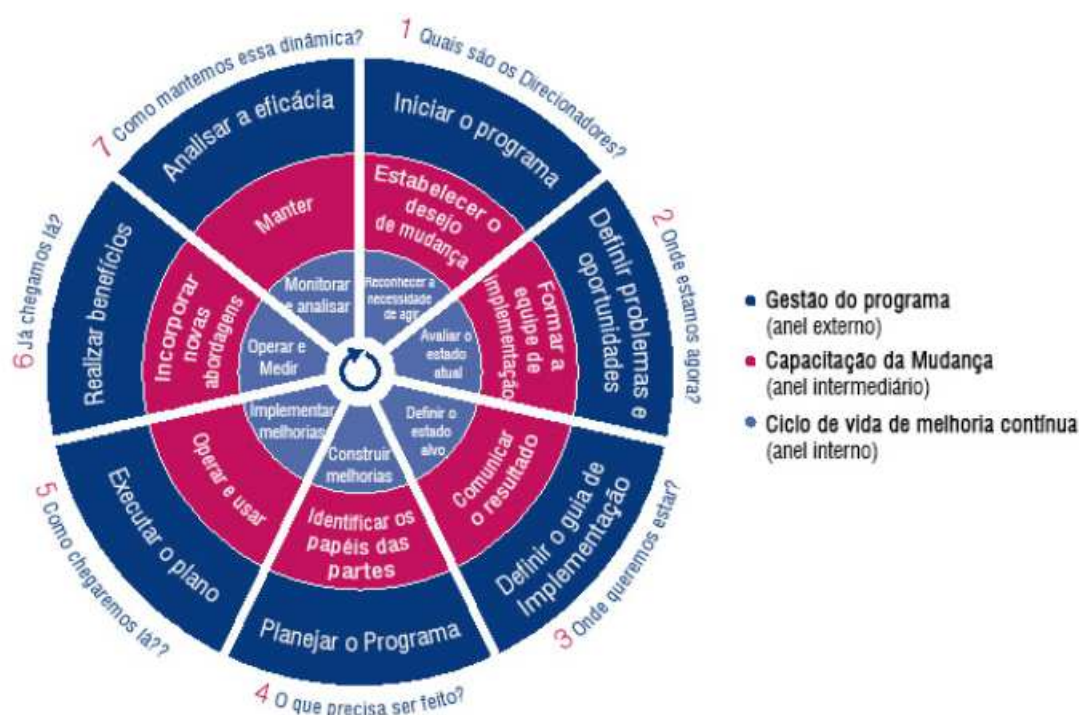 1 Quais são os Direcionadores?
2 Onde estamos agora?
3 Onde queremos estar?
4 O que precisa ser feito?
5 Como chegaremos lá??
6 Já chegamos lá?
7 Como mantemos essa dinâmica?
Iniciar o programa
Definir problemas e
oportunidades
Definir o guia de
Implementação
Planejar o Programa
Executar o plano
Realizar benefícios
Analisar a eficácia
Estabelecer o
desejo
de mudança
Formar a
equipe de
implementação
Comunicar
o resultado
Identificar os
papéis das
partes
Operar e usar
Incorporar
novas
abordagens
Manter
Reconhecer a
necessidade
de agir
Avaliar o
estado
atual
Definir o
estado
alvo
Construir
melhorias
Implementar
melhorias
Operar e
Medir
Monitorar
e analisar
Gestão do programa
(anel externo)
Capacitação da Mudança
(anel intermediário)
Ciclo de vida de melhoria contínua
(anel interno)